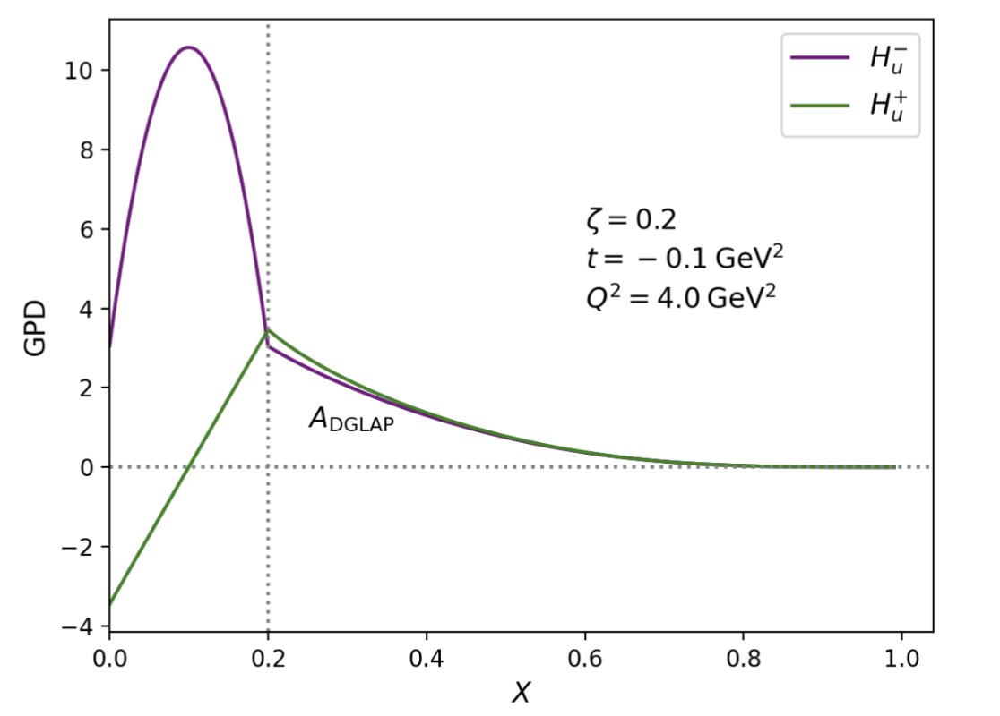 H_u^-
H_u^+
ζ = 0.2
t = − 0.1 GeV²
Q² = 4.0 GeV²
A_DGLAP
GPD
10
8
6
4
2
0
−2
−4
0.0 0.2 0.4 0.6 0.8 1.0
X